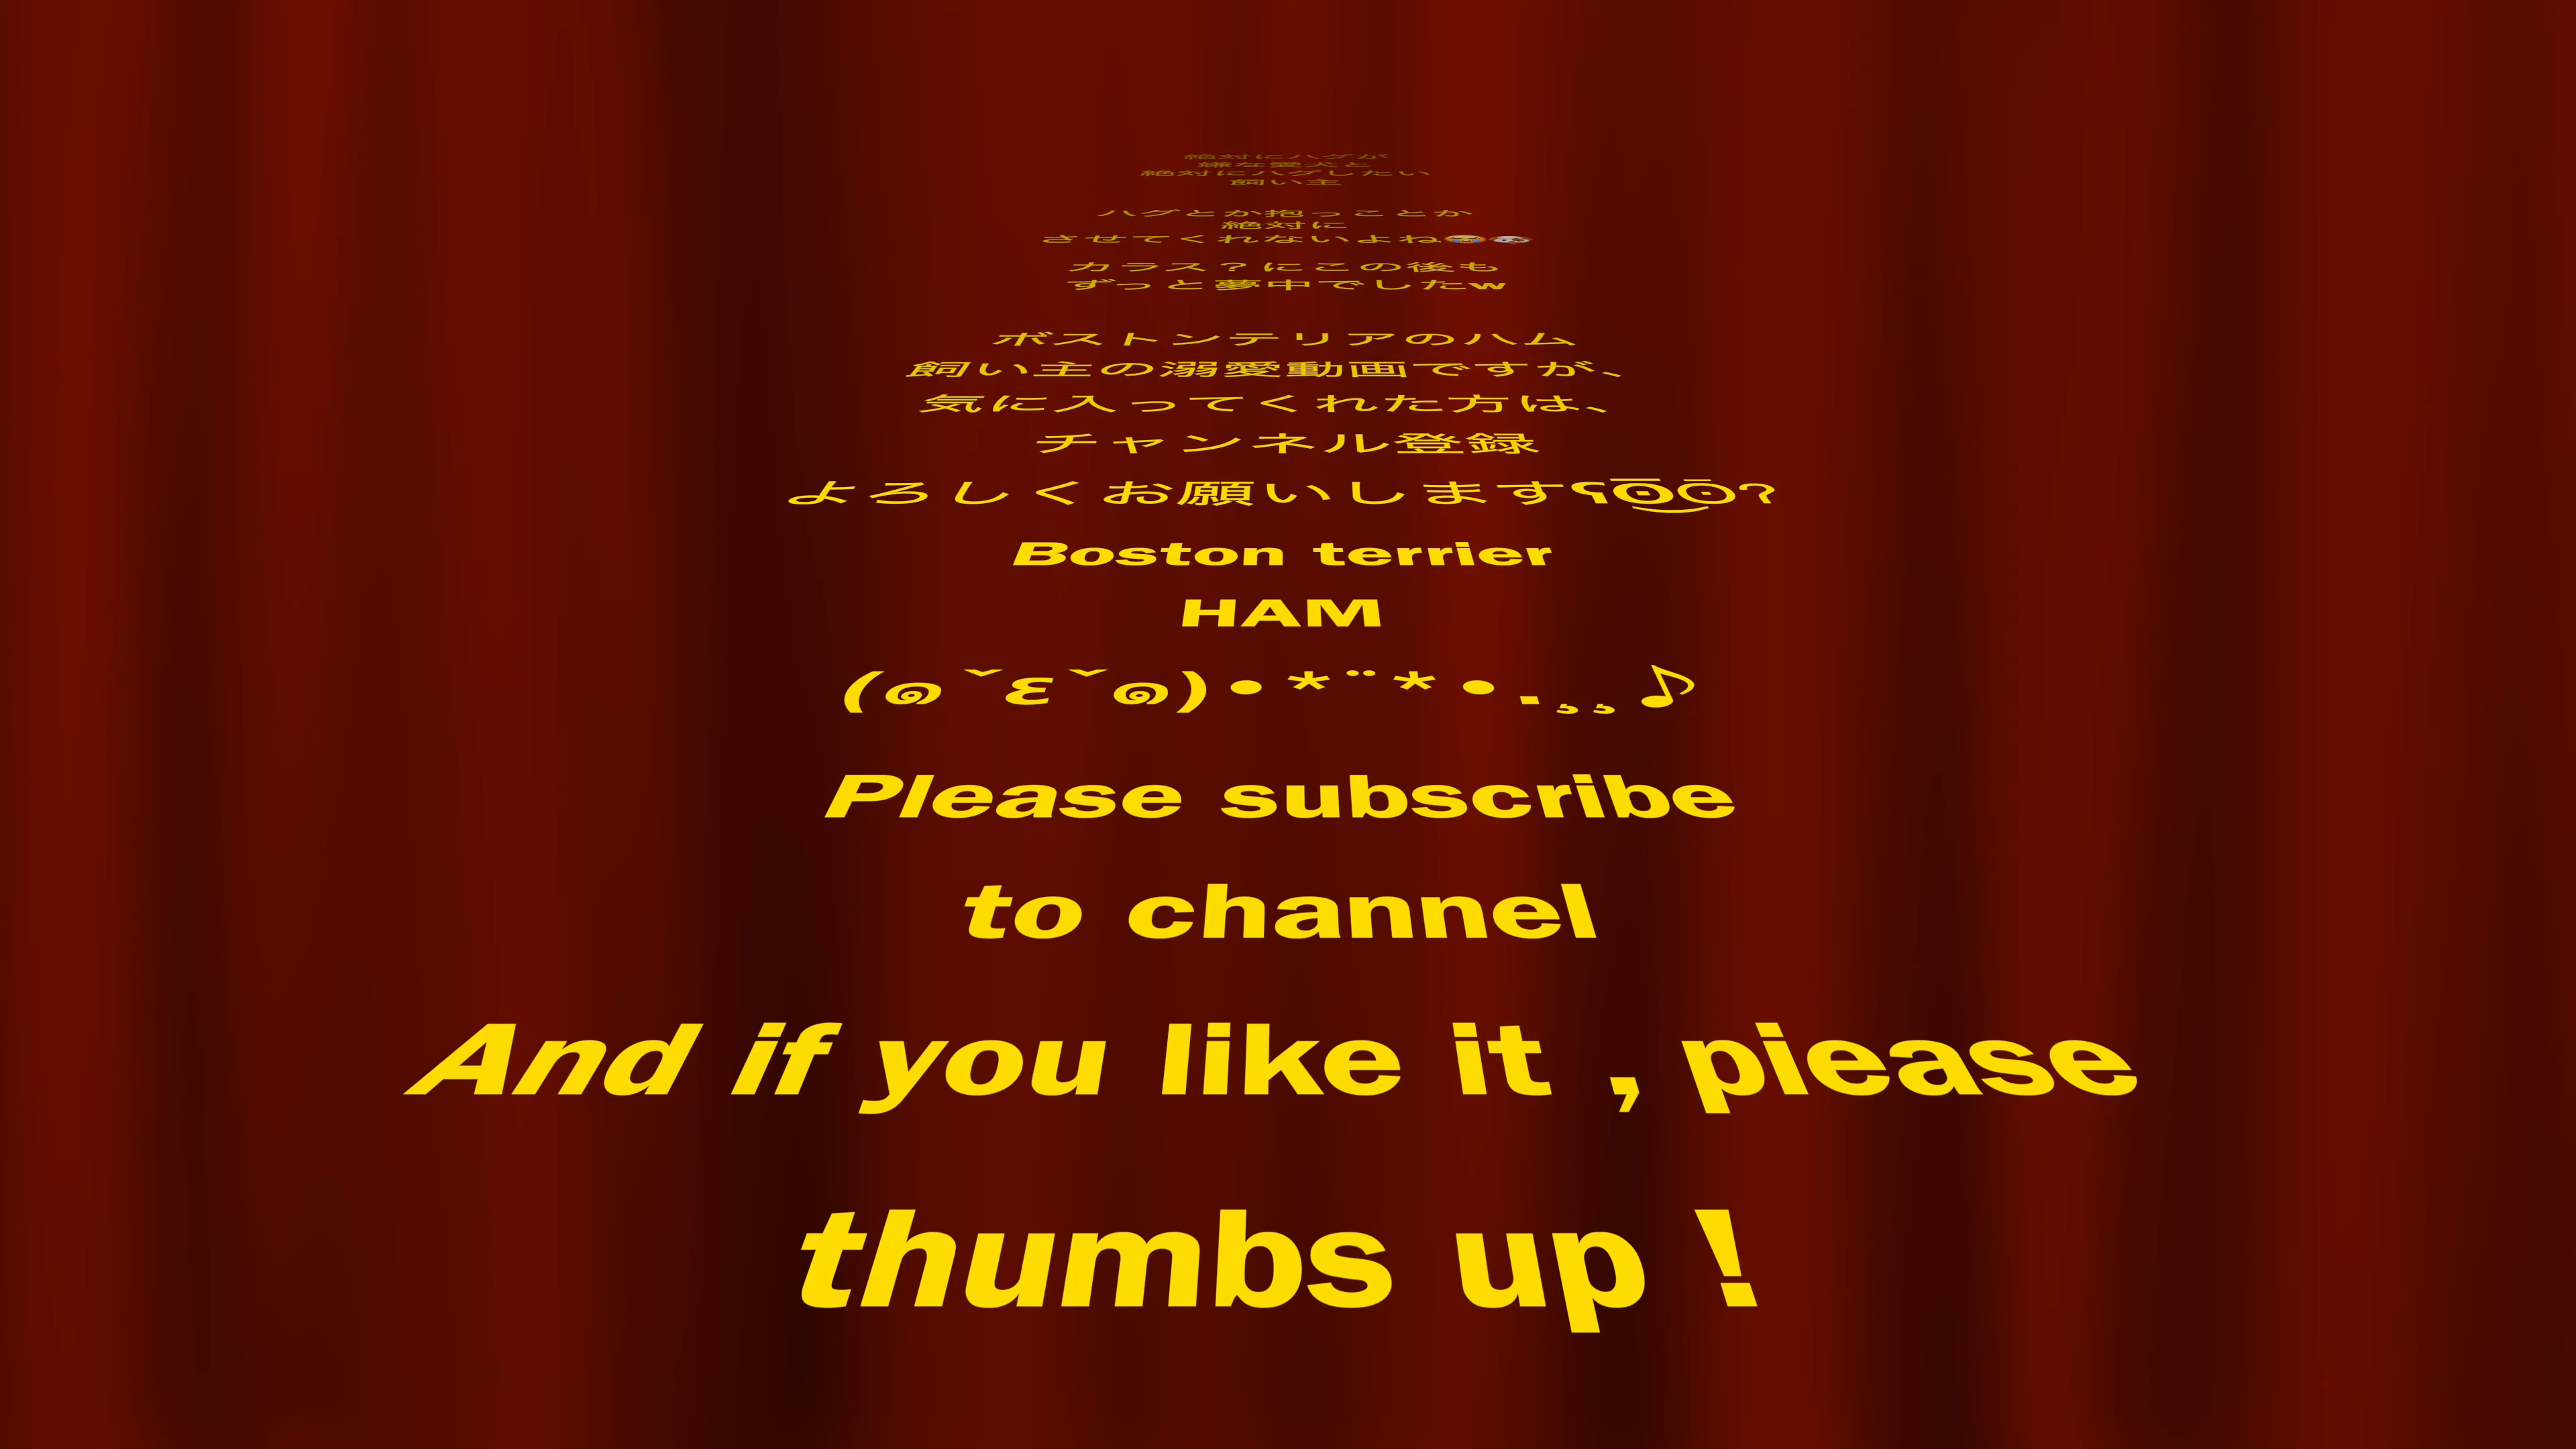 絶対にハグが
嫌な愛犬と
絶対にハグしたい
飼い主
ハグとか抱っことか
絶対に
させてくれないよね😭🐶
カラス？にこの後も
ずっと夢中でしたw
ボストンテリアのハム
飼い主の溺愛動画ですが、
気に入ってくれた方は、
チャンネル登録
よろしくお願いしますʕ⊙̅͜⊙̅ʔ
Boston terrier
HAM
(๑˘ε˘๑)•*¨*•.¸¸♪
Please subscribe
to channel
And if you like it , piease
thumbs up !